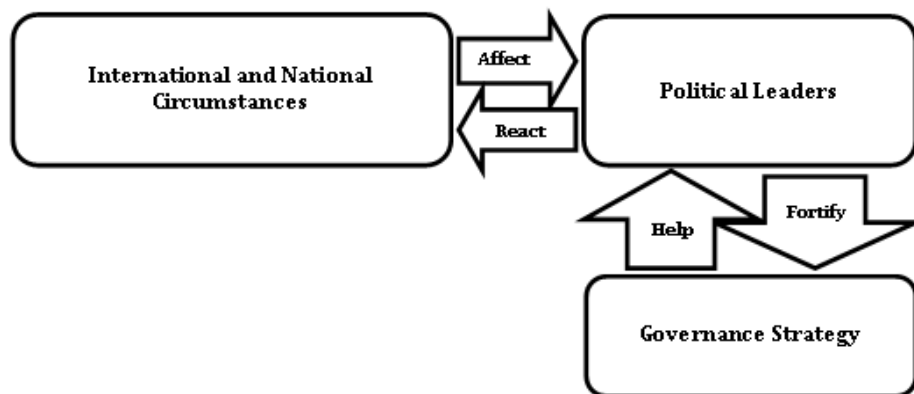 International and National
Circumstances
Affect
React
Political Leaders
Help
Fortify
Governance Strategy